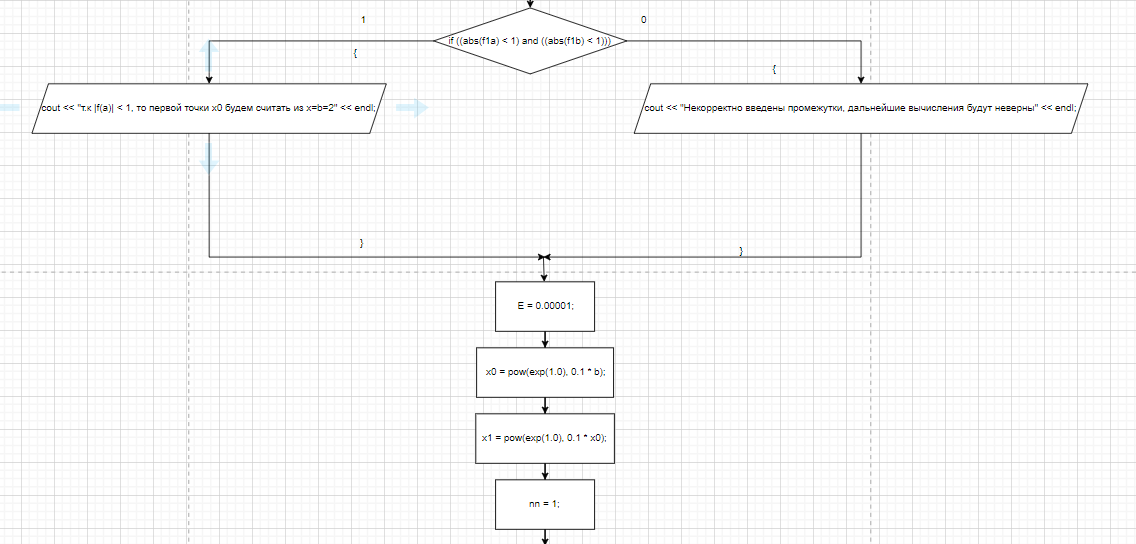 1
0
if ((abs(f1a) < 1) and ((abs(f1b) < 1)))
{
{
cout << "т.к |f(a)| < 1, то первой точки x0 будем считать из x=b=2" << endl;
cout << "Некорректно введены промежутки, дальнейшие вычисления будут неверны" << endl;
}
}
E = 0.00001;
x0 = pow(exp(1.0), 0.1 * b);
x1 = pow(exp(1.0), 0.1 * x0);
nn = 1;